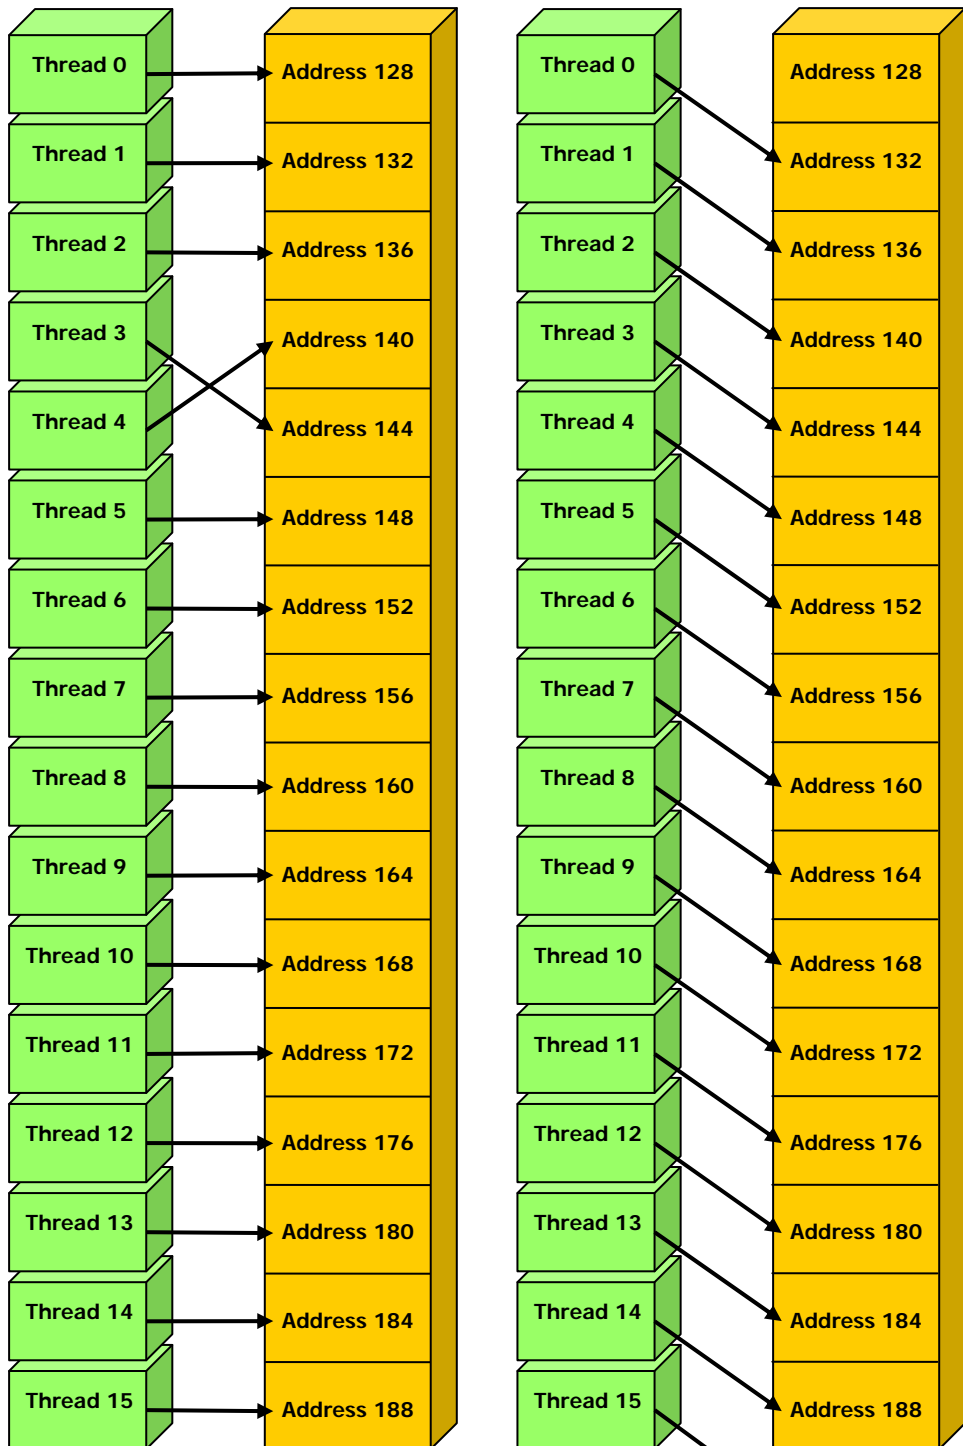 Thread 0 Address 128 Thread 0 Address 128
Thread 1 Address 132 Thread 1 Address 132
Thread 2 Address 136 Thread 2 Address 136
Thread 3 Address 140 Thread 3 Address 140
Thread 4 Address 144 Thread 4 Address 144
Thread 5 Address 148 Thread 5 Address 148
Thread 6 Address 152 Thread 6 Address 152
Thread 7 Address 156 Thread 7 Address 156
Thread 8 Address 160 Thread 8 Address 160
Thread 9 Address 164 Thread 9 Address 164
Thread 10 Address 168 Thread 10 Address 168
Thread 11 Address 172 Thread 11 Address 172
Thread 12 Address 176 Thread 12 Address 176
Thread 13 Address 180 Thread 13 Address 180
Thread 14 Address 184 Thread 14 Address 184
Thread 15 Address 188 Thread 15 Address 188